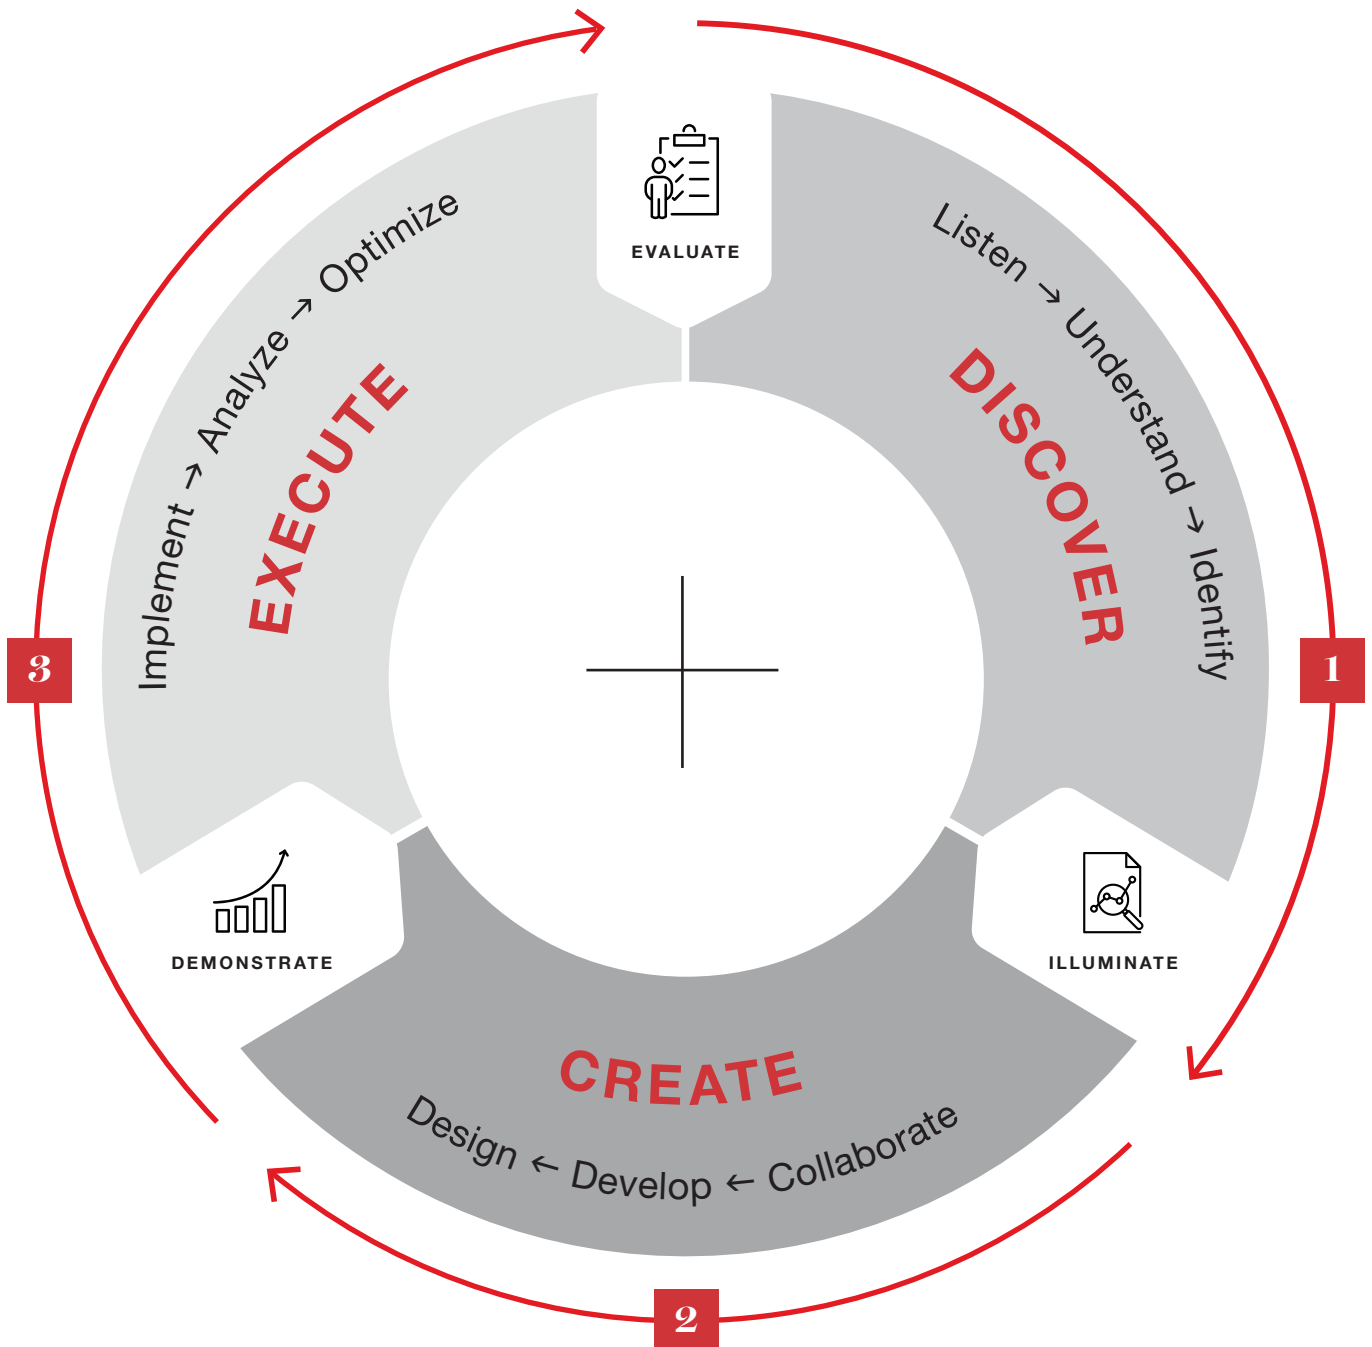 EVALUATE
1
DISCOVER
Listen → Understand → Identify
ILLUMINATE
2
CREATE
Design ← Develop ← Collaborate
DEMONSTRATE
3
EXECUTE
Implement → Analyze → Optimize